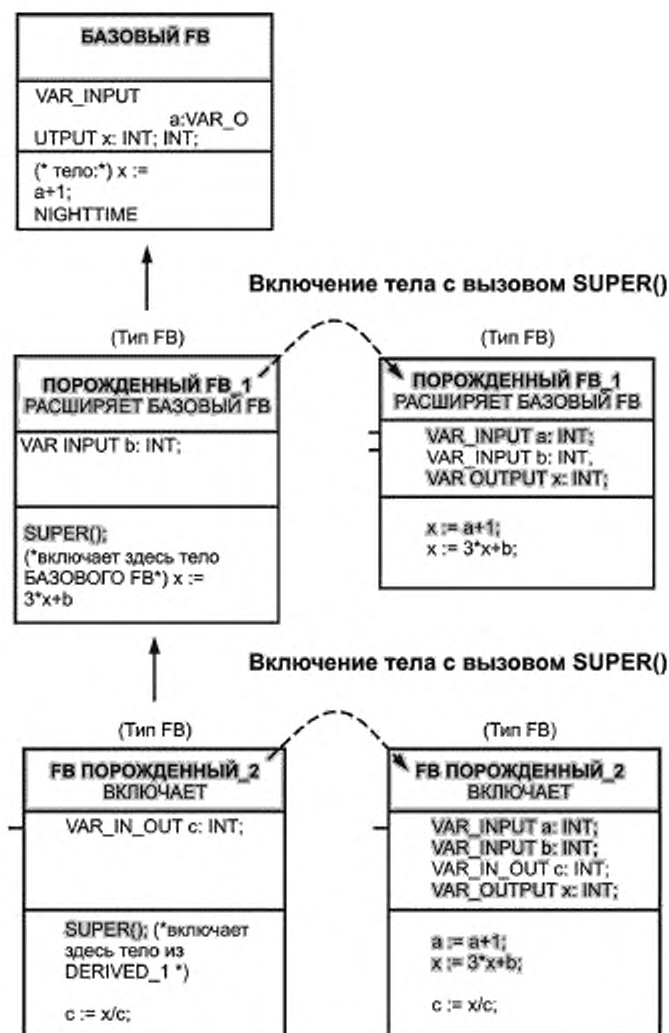 БАЗОВЫЙ FB
VAR_INPUT
a:VAR_O
UTPUT x: INT; INT;
(* тело:*) x :=
a+1;
NIGHTTIME
Включение тела с вызовом SUPER()
(Тип FB)
ПОРОЖДЕННЫЙ FB_1
РАСШИРЯЕТ БАЗОВЫЙ FB
VAR INPUT b: INT;
SUPER();
(*включает здесь тело
БАЗОВОГО FB*) x :=
3*x+b
(Тип FB)
ПОРОЖДЕННЫЙ FB_1
РАСШИРЯЕТ БАЗОВЫЙ FB
VAR_INPUT a: INT;
VAR_INPUT b: INT,
VAR OUTPUT x: INT;
x := a+1;
x := 3*x+b;
Включение тела с вызовом SUPER()
(Тип FB)
FB ПОРОЖДЕННЫЙ_2
ВКЛЮЧАЕТ
VAR_IN_OUT c: INT;
SUPER(); (*включает
здесь тело из
DERIVED_1 *)
c := x/c;
(Тип FB)
FB ПОРОЖДЕННЫЙ_2
ВКЛЮЧАЕТ
VAR_INPUT a: INT;
VAR_INPUT b: INT;
VAR_IN_OUT c: INT;
VAR_OUTPUT x: INT;
a := a+1;
x := 3*x+b;
c := x/c;